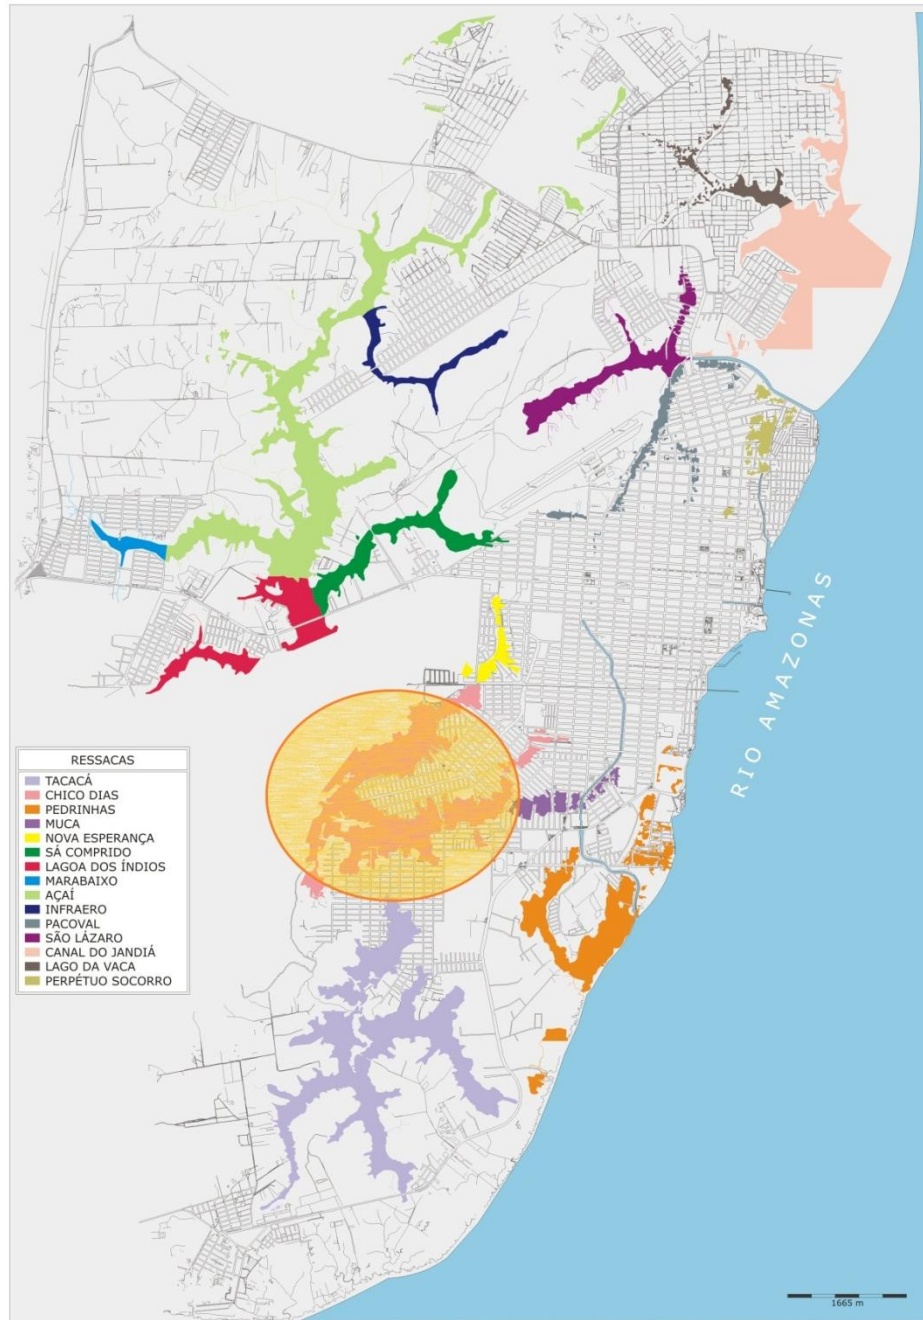 RIO AMAZONAS
RESSACAS
TACACÁ
CHICO DIAS
PEDRINHAS
MUCA
NOVA ESPERANÇA
SÁ COMPRIDO
LAGOA DOS ÍNDIOS
MARABAIXO
AÇAÍ
INFRAERO
PACOVAL
SÃO LÁZARO
CANAL DO JANDIÁ
LAGO DA VACA
PERPÉTUO SOCORRO
1665 m